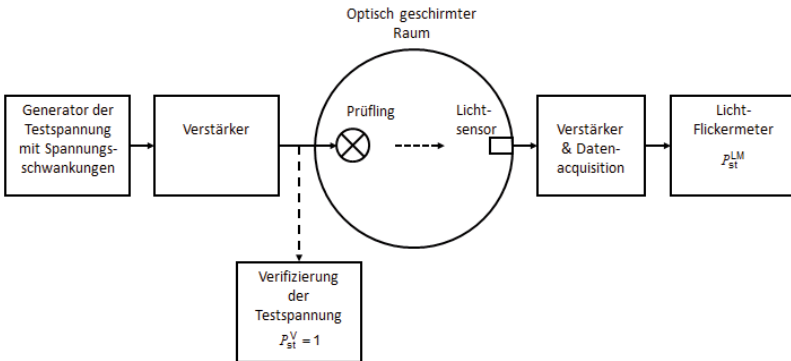 Optisch geschirmter
Raum
Generator der
Testspannung
mit Spannungs-
schwankungen
Verstärker
Prüfling
Licht-
sensor
Verstärker
& Daten-
acquisition
Licht-
Flickermeter
P_st^LM
Verifizierung
der
Testspannung
P_st^V = 1